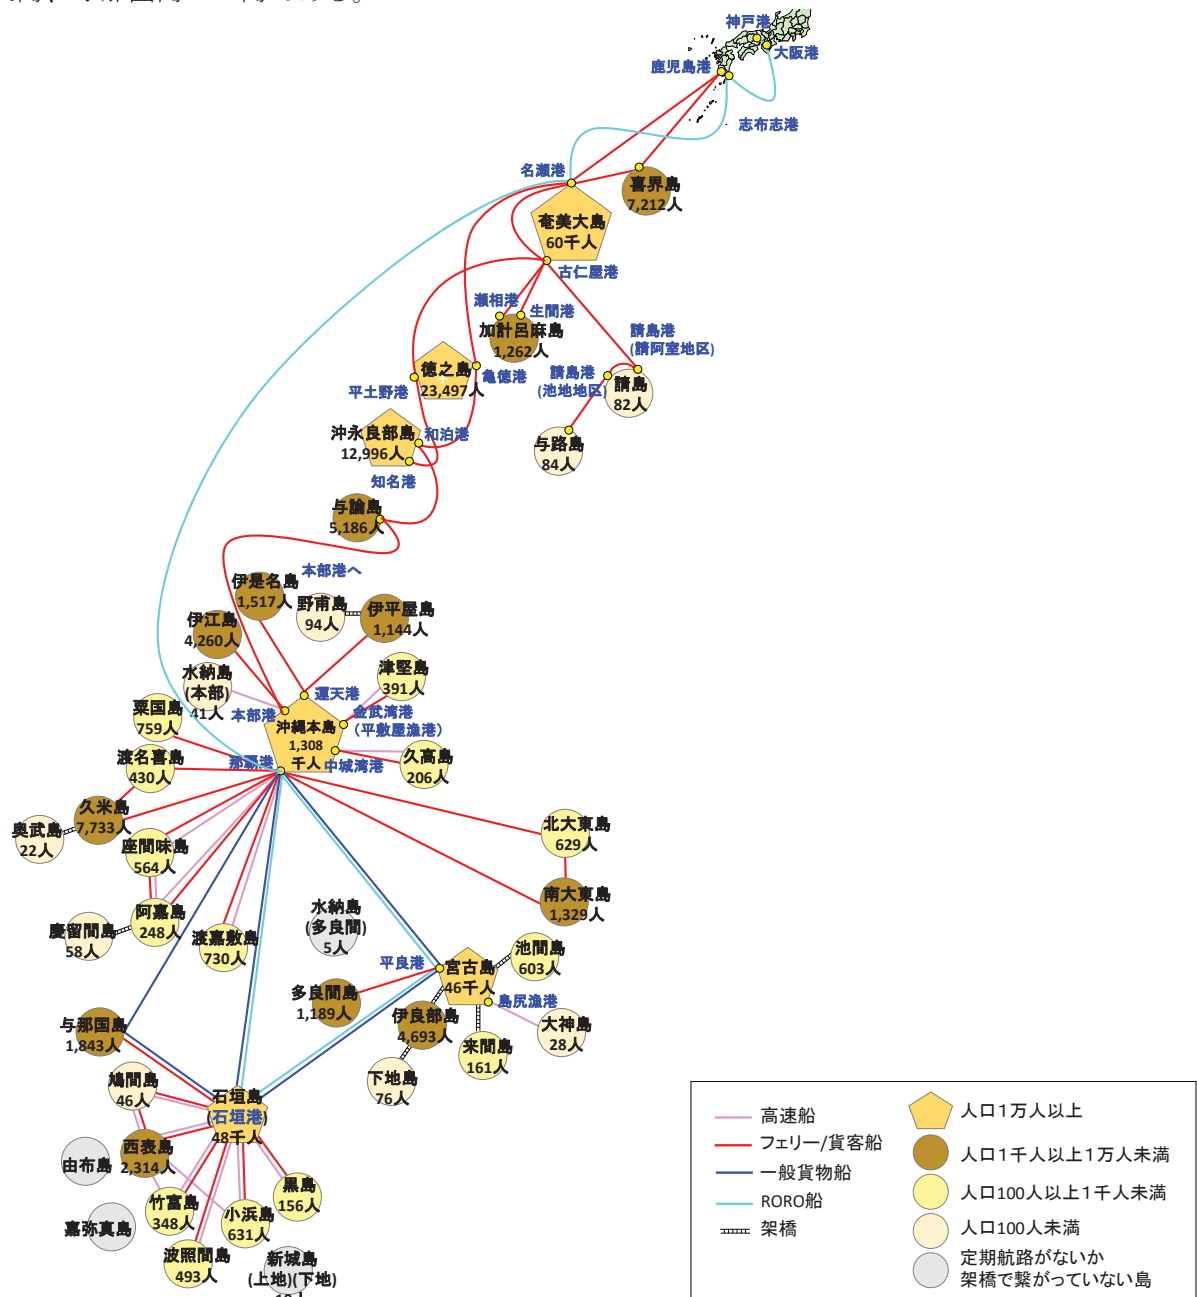 神戸港
大阪港
鹿児島港
志布志港
名瀬港
喜界島
7,212人
奄美大島
60千人
古仁屋港
瀬相港
生間港
加計呂麻島
1,262人
請島港
(請阿室地区)
請島港
(池地地区)
請島
82人
与路島
84人
徳之島
23,497人
亀徳港
平土野港
沖永良部島
12,996人
和泊港
知名港
与論島
5,186人
本部港へ
伊是名島
1,517人
野甫島
94人
伊平屋島
1,144人
伊江島
4,260人
水納島
(本部)
41人
津堅島
391人
運天港
本部港
金武湾港
(平敷屋漁港)
沖縄本島
1,308
千人
粟国島
759人
渡名喜島
430人
那覇港
中城湾港
久高島
206人
久米島
7,733人
奥武島
22人
座間味島
564人
北大東島
629人
南大東島
1,329人
阿嘉島
248人
慶留間島
58人
渡嘉敷島
730人
水納島
(多良間)
5人
池間島
603人
平良港
宮古島
46千人
島尻漁港
多良間島
1,189人
伊良部島
4,693人
大神島
28人
来間島
161人
下地島
76人
与那国島
1,843人
鳩間島
46人
石垣島
(石垣港)
48千人
西表島
2,314人
由布島
竹富島
348人
黒島
156人
小浜島
631人
嘉弥真島
波照間島
493人
新城島
(上地)(下地)
高速船
フェリー/貨客船
一般貨物船
RORO船
架橋
人口1万人以上
人口1千人以上1万人未満
人口100人以上1千人未満
人口100人未満
定期航路がないか
架橋で繋がっていない島